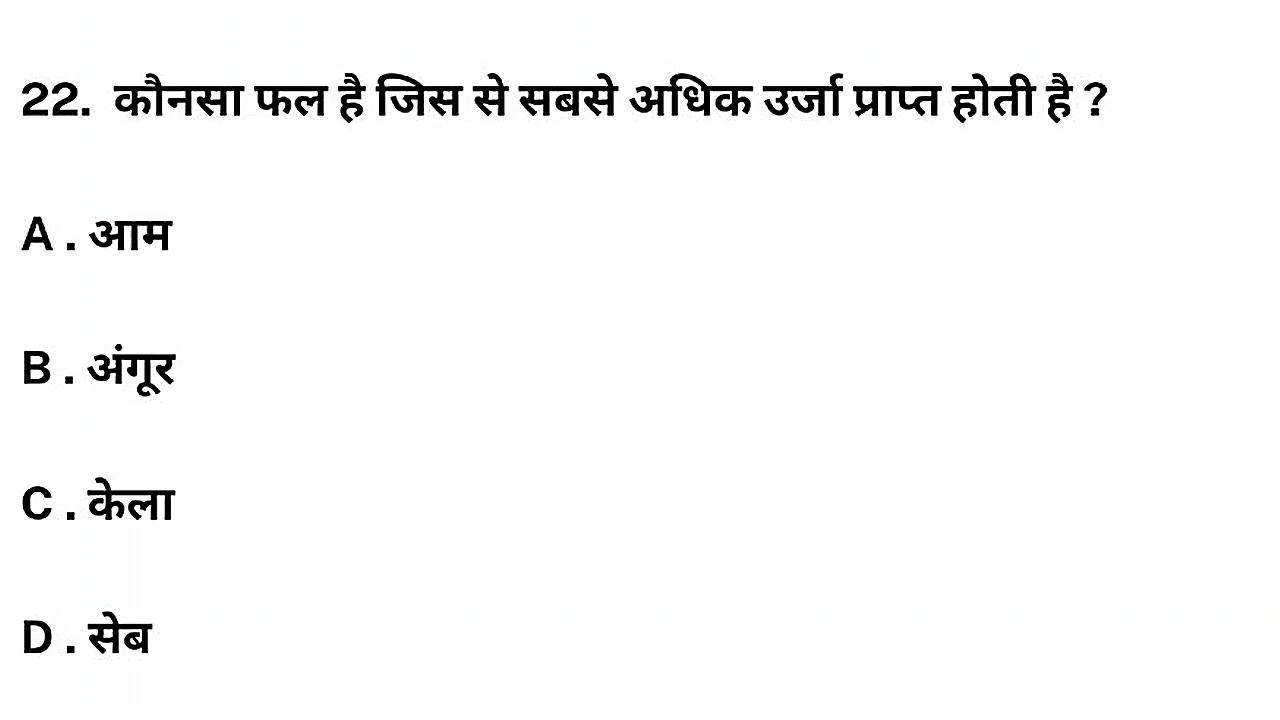 22. कौनसा फल है जिस से सबसे अधिक उर्जा प्राप्त होती है ?
A . आम
B . अंगूर
C . केला
D . सेब